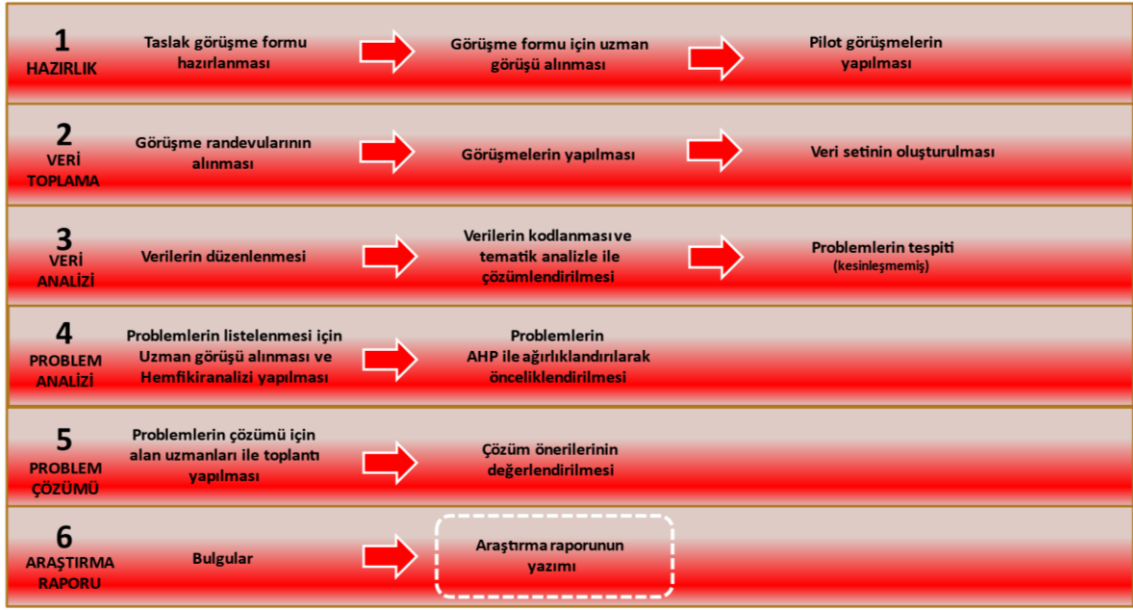 1
HAZIRLIK
Taslak görüşme formu
hazırlanması
Görüşme formu için uzman
görüşü alınması
Pilot görüşmelerin
yapılması
2
VERİ
TOPLAMA
Görüşme randevularının
alınması
Görüşmelerin yapılması
Veri setinin oluşturulması
3
VERİ
ANALİZİ
Verilerin düzenlenmesi
Verilerin kodlanması ve
tematik analizle ile
çözümlendirilmesi
Problemlerin tespiti
(kesinleşmemiş)
4
PROBLEM
ANALİZİ
Problemlerin listelenmesi için
Uzman görüşü alınması ve
Hemfikiranalizi yapılması
Problemlerin
AHP ile ağırlıklandırılarak
önceliklendirilmesi
5
PROBLEM
ÇÖZÜMÜ
Problemlerin çözümü için
alan uzmanları ile toplantı
yapılması
Çözüm önerilerinin
değerlendirilmesi
6
ARAŞTIRMA
RAPORU
Bulgular
Araştırma raporunun
yazımı